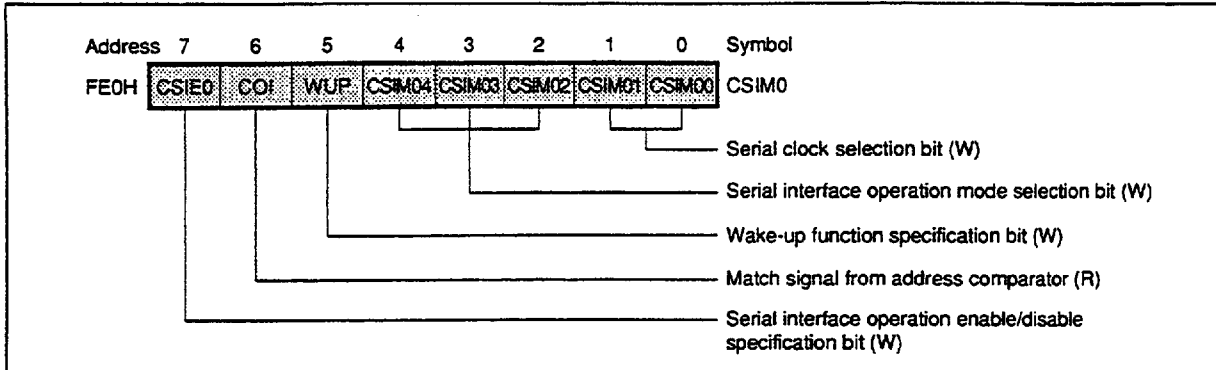 Address 7 6 5 4 3 2 1 0 Symbol
FE0H CSIE0 COI WUP CSIM04 CSIM03 CSIM02 CSIM01 CSIM00 CSIM0
Serial clock selection bit (W)
Serial interface operation mode selection bit (W)
Wake-up function specification bit (W)
Match signal from address comparator (R)
Serial interface operation enable/disable
specification bit (W)